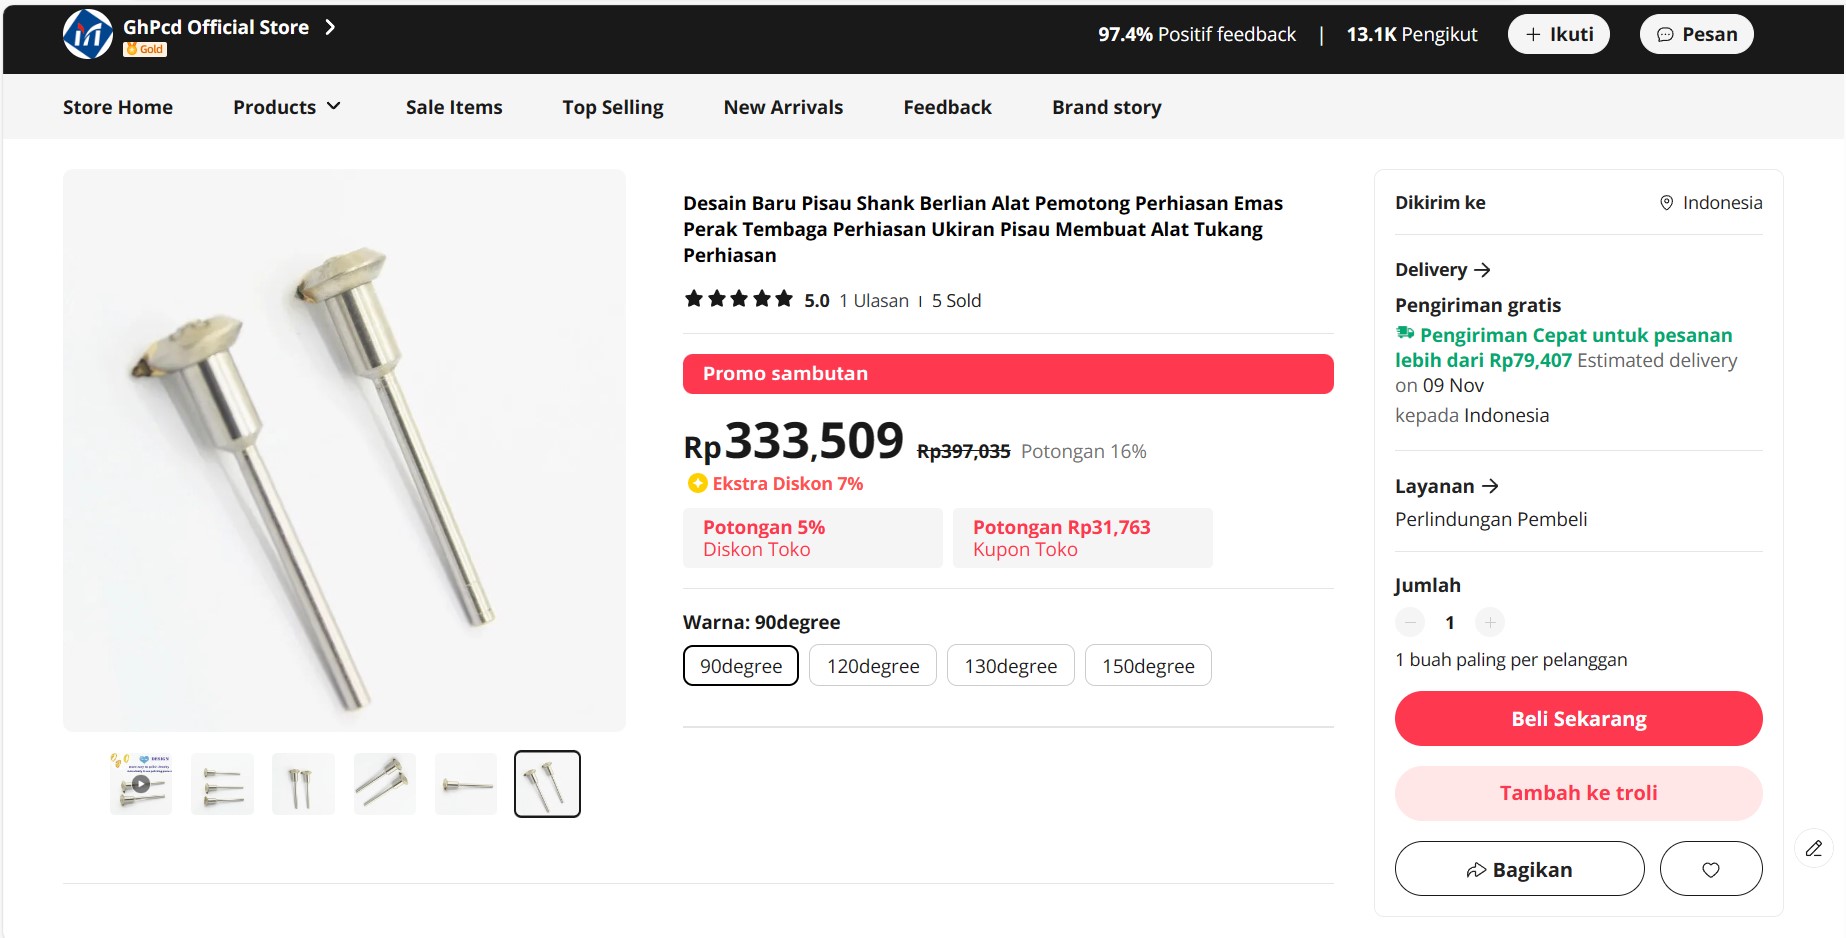 GhPcd Official Store
Gold
97.4% Positif feedback | 13.1K Pengikut
+ Ikuti
Pesan
Store Home
Products
Sale Items
Top Selling
New Arrivals
Feedback
Brand story
Desain Baru Pisau Shank Berlian Alat Pemotong Perhiasan Emas
Perak Tembaga Perhiasan Ukiran Pisau Membuat Alat Tukang
Perhiasan
5.0 1 Ulasan | 5 Sold
Promo sambutan
Rp333,509 Rp397,035 Potongan 16%
Ekstra Diskon 7%
Potongan 5%
Diskon Toko
Potongan Rp31,763
Kupon Toko
Warna: 90degree
90degree
120degree
130degree
150degree
DESIGN
Dikirim ke
Indonesia
Delivery
Pengiriman gratis
Pengiriman Cepat untuk pesanan
lebih dari Rp79,407 Estimated delivery
on 09 Nov
kepada Indonesia
Layanan
Perlindungan Pembeli
Jumlah
− 1 +
1 buah paling per pelanggan
Beli Sekarang
Tambah ke troli
Bagikan